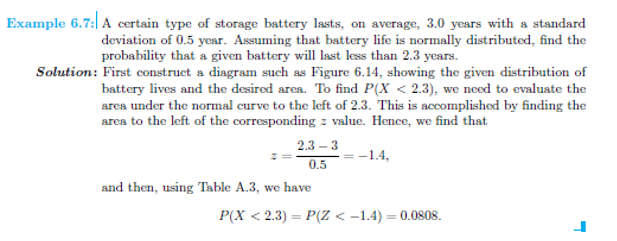 Example 6.7: A certain type of storage battery lasts, on average, 3.0 years with a standard
deviation of 0.5 year. Assuming that battery life is normally distributed, find the
probability that a given battery will last less than 2.3 years.
Solution: First construct a diagram such as Figure 6.14, showing the given distribution of
battery lives and the desired area. To find P(X < 2.3), we need to evaluate the
area under the normal curve to the left of 2.3. This is accomplished by finding the
area to the left of the corresponding z value. Hence, we find that
z = (2.3 − 3)/0.5 = −1.4,
and then, using Table A.3, we have
P(X < 2.3) = P(Z < −1.4) = 0.0808.